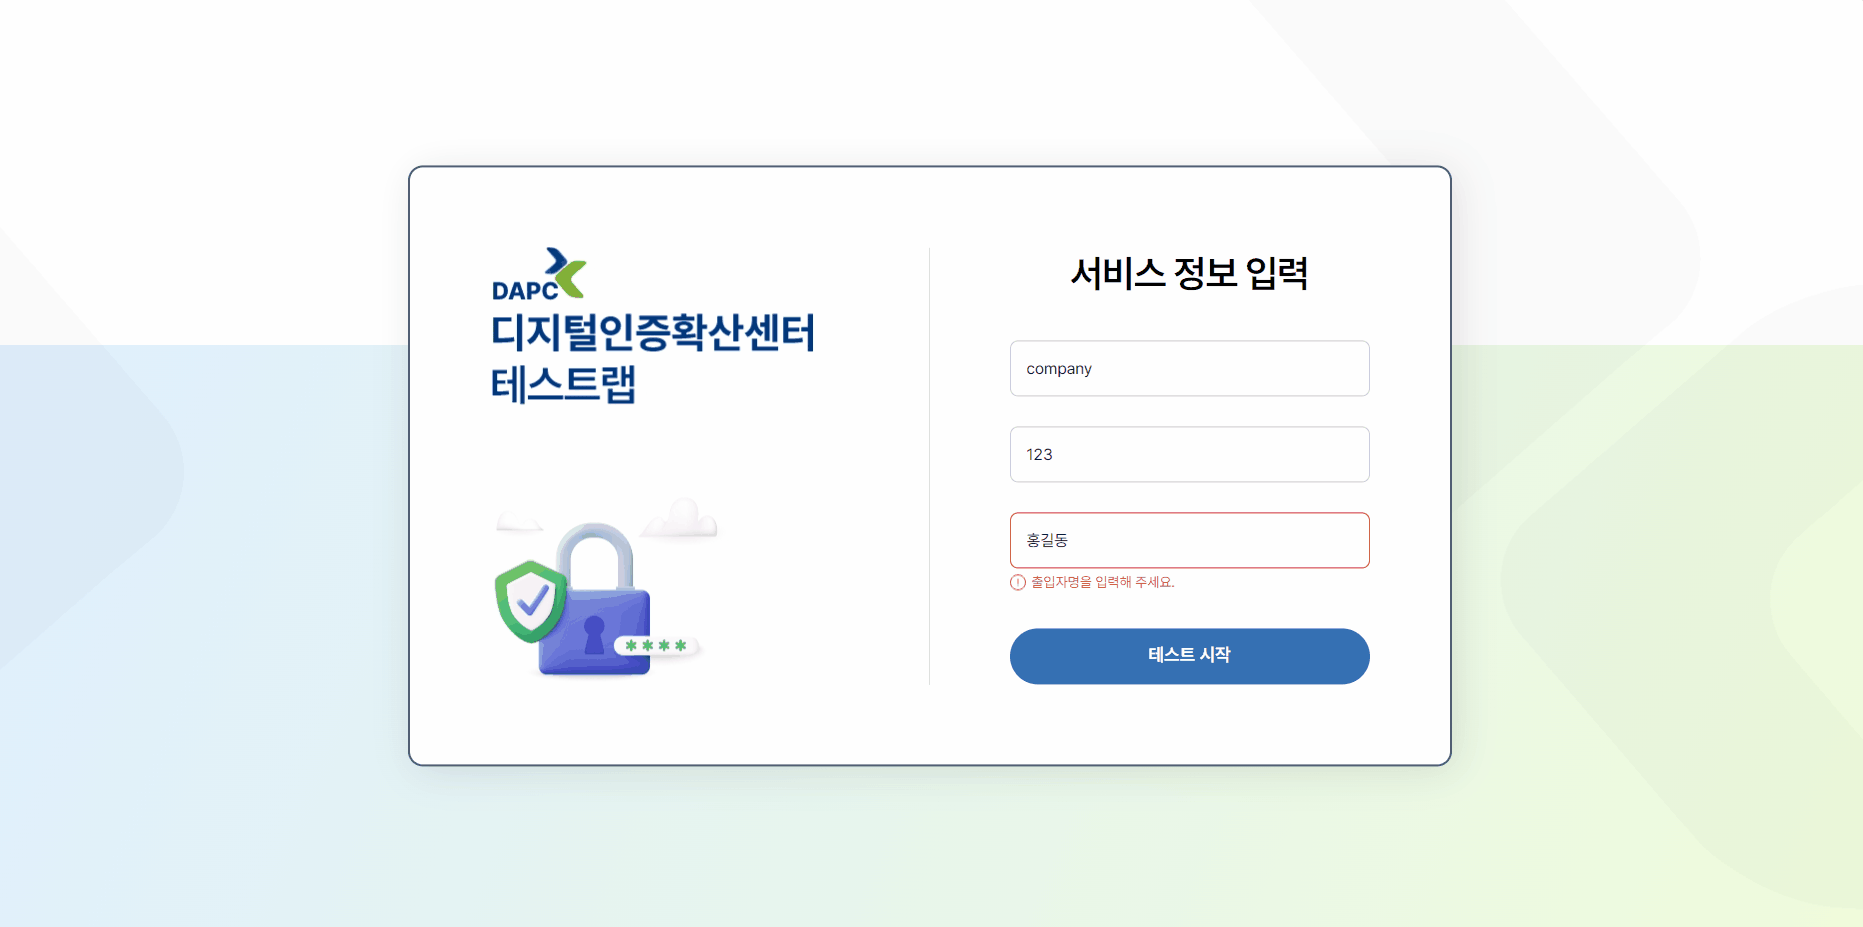 DAPC
디지털인증확산센터
테스트랩
****
서비스 정보 입력
company
123
홍길동
출입자명을 입력해 주세요.
테스트 시작